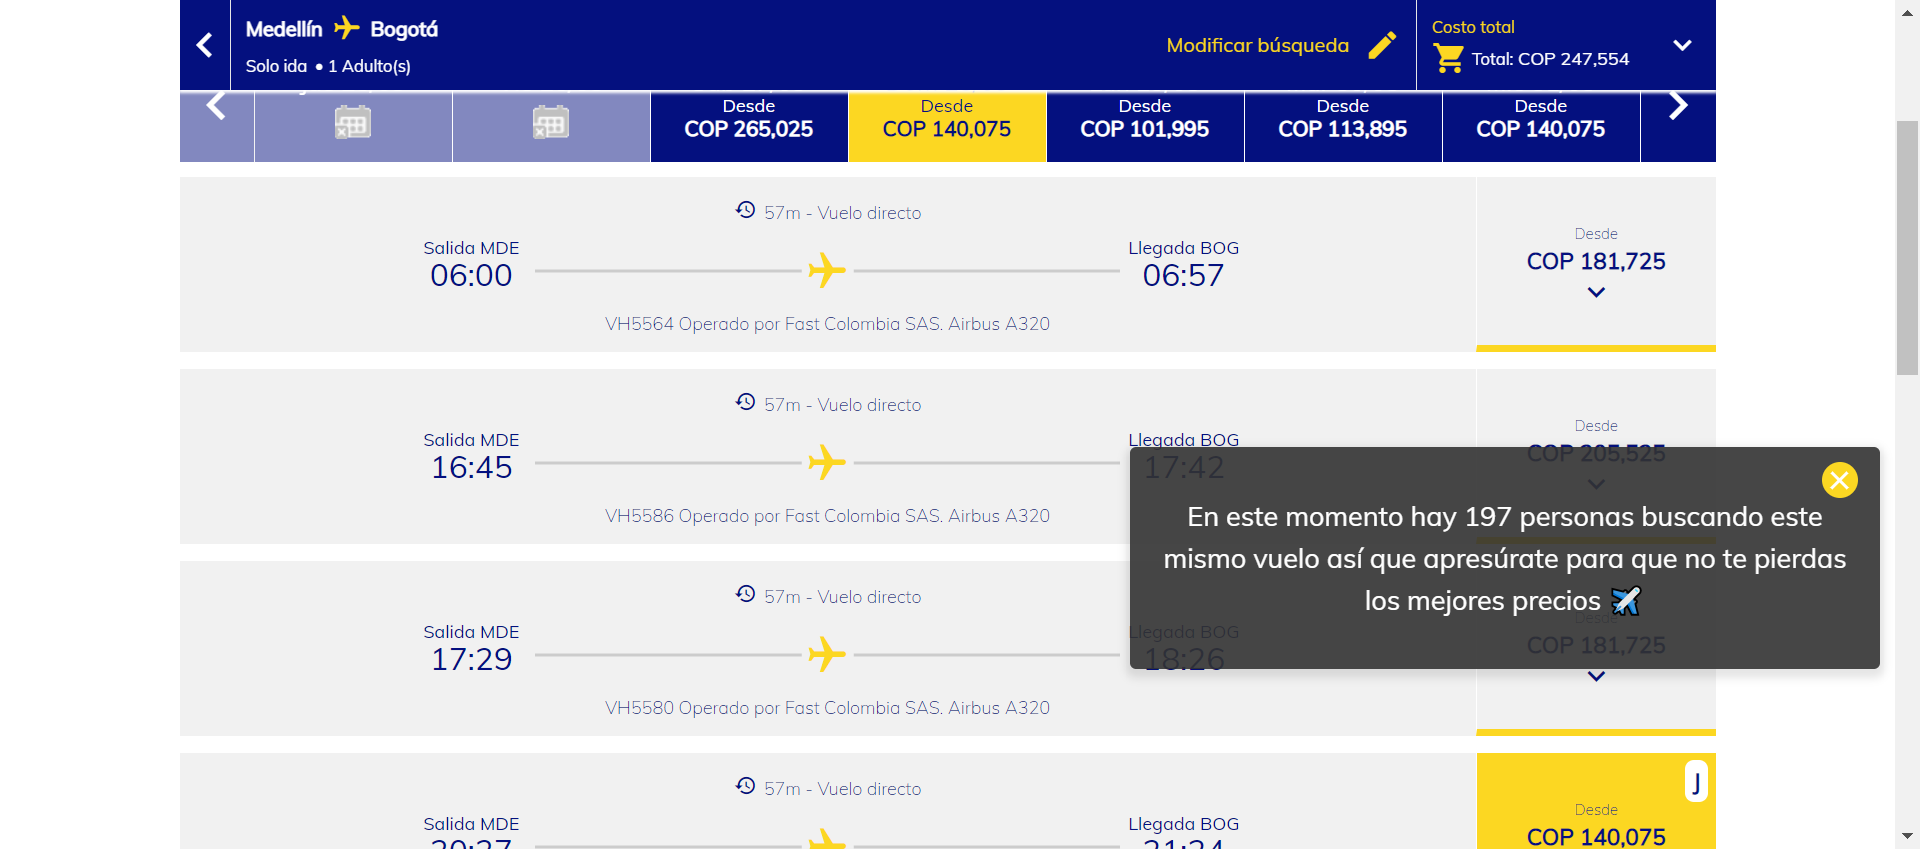 Medellín Bogotá
Solo ida • 1 Adulto(s)
Modificar búsqueda
Costo total
Total: COP 247,554
Desde
COP 265,025
Desde
COP 140,075
Desde
COP 101,995
Desde
COP 113,895
Desde
COP 140,075
57m - Vuelo directo
Salida MDE
06:00
Llegada BOG
06:57
VH5564 Operado por Fast Colombia SAS. Airbus A320
Desde
COP 181,725
57m - Vuelo directo
Salida MDE
16:45
Llegada BOG
17:42
VH5586 Operado por Fast Colombia SAS. Airbus A320
Desde
COP 205,525
En este momento hay 197 personas buscando este
mismo vuelo así que apresúrate para que no te pierdas
los mejores precios ✈️
57m - Vuelo directo
Salida MDE
17:29
Llegada BOG
18:26
VH5580 Operado por Fast Colombia SAS. Airbus A320
Desde
COP 181,725
57m - Vuelo directo
Salida MDE
Llegada BOG
J
Desde
COP 140,075